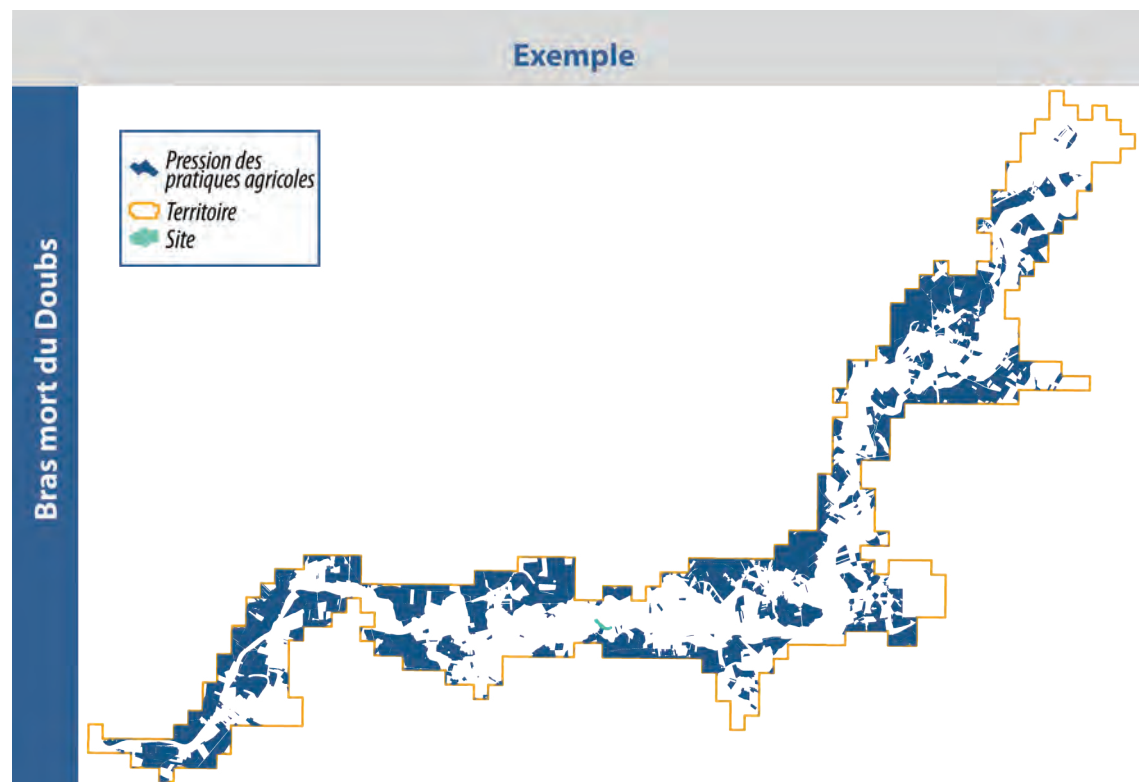 Exemple
Bras mort du Doubs
Pression des
pratiques agricoles
Territoire
Site